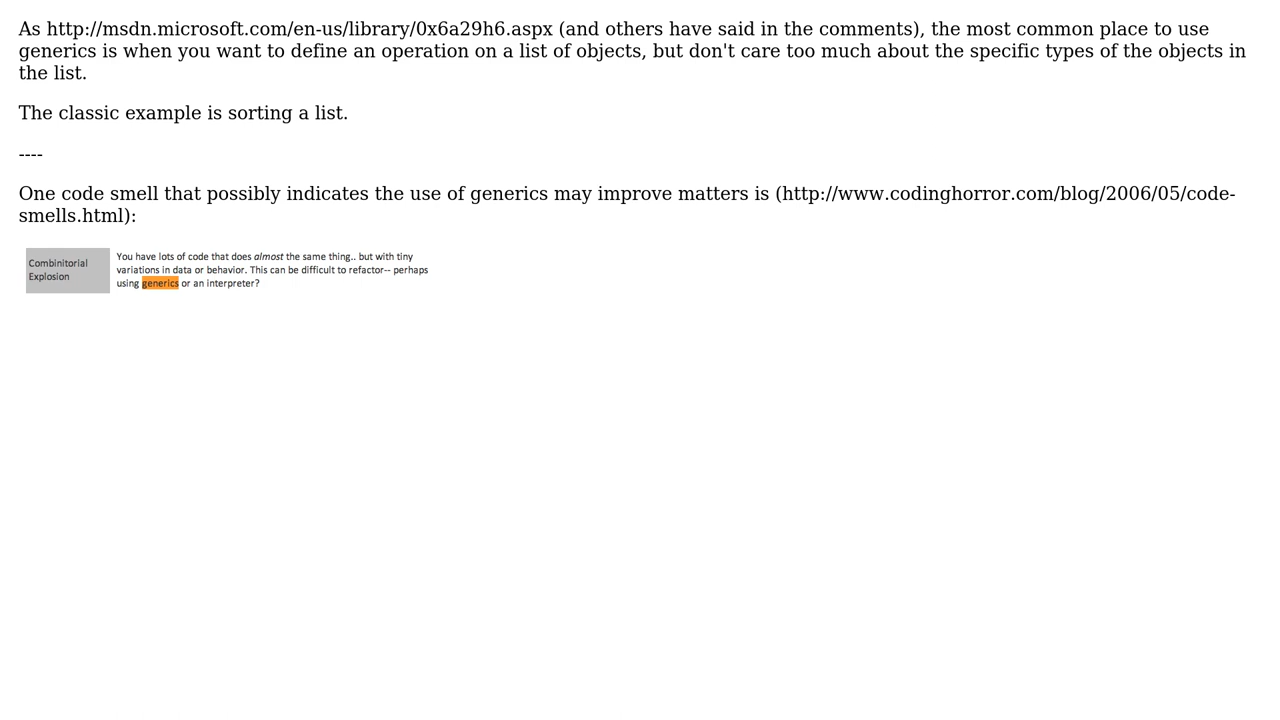 As http://msdn.microsoft.com/en-us/library/0x6a29h6.aspx (and others have said in the comments), the most common place to use
generics is when you want to define an operation on a list of objects, but don't care too much about the specific types of the objects in
the list.
The classic example is sorting a list.
----
One code smell that possibly indicates the use of generics may improve matters is (http://www.codinghorror.com/blog/2006/05/code-
smells.html):
Combinitorial
Explosion
You have lots of code that does almost the same thing.. but with tiny
variations in data or behavior. This can be difficult to refactor-- perhaps
using generics or an interpreter?